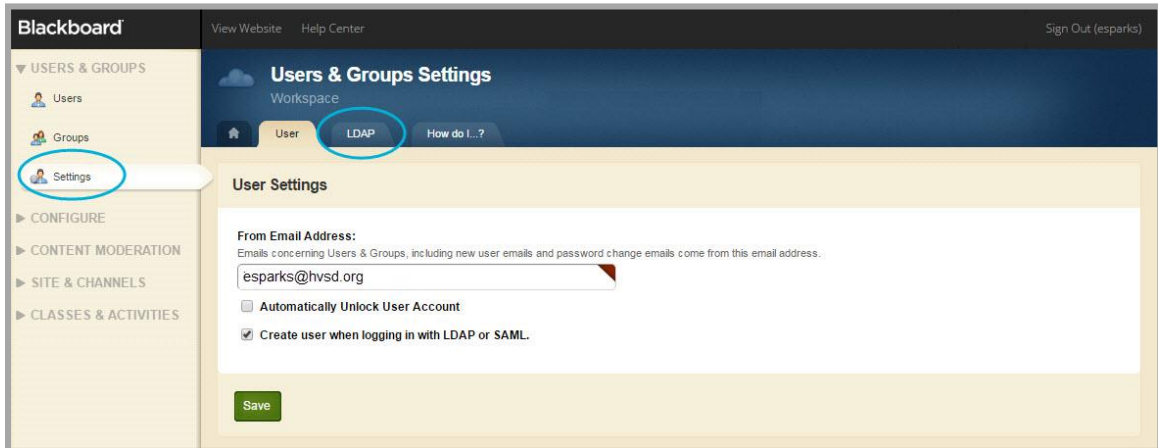 Blackboard
View Website Help Center Sign Out (esparks)
USERS & GROUPS
Users
Groups
Settings
CONFIGURE
CONTENT MODERATION
SITE & CHANNELS
CLASSES & ACTIVITIES
Users & Groups Settings
Workspace
User LDAP How do I...?
User Settings
From Email Address:
Emails concerning Users & Groups, including new user emails and password change emails come from this email address.
esparks@hvsd.org
Automatically Unlock User Account
Create user when logging in with LDAP or SAML.
Save